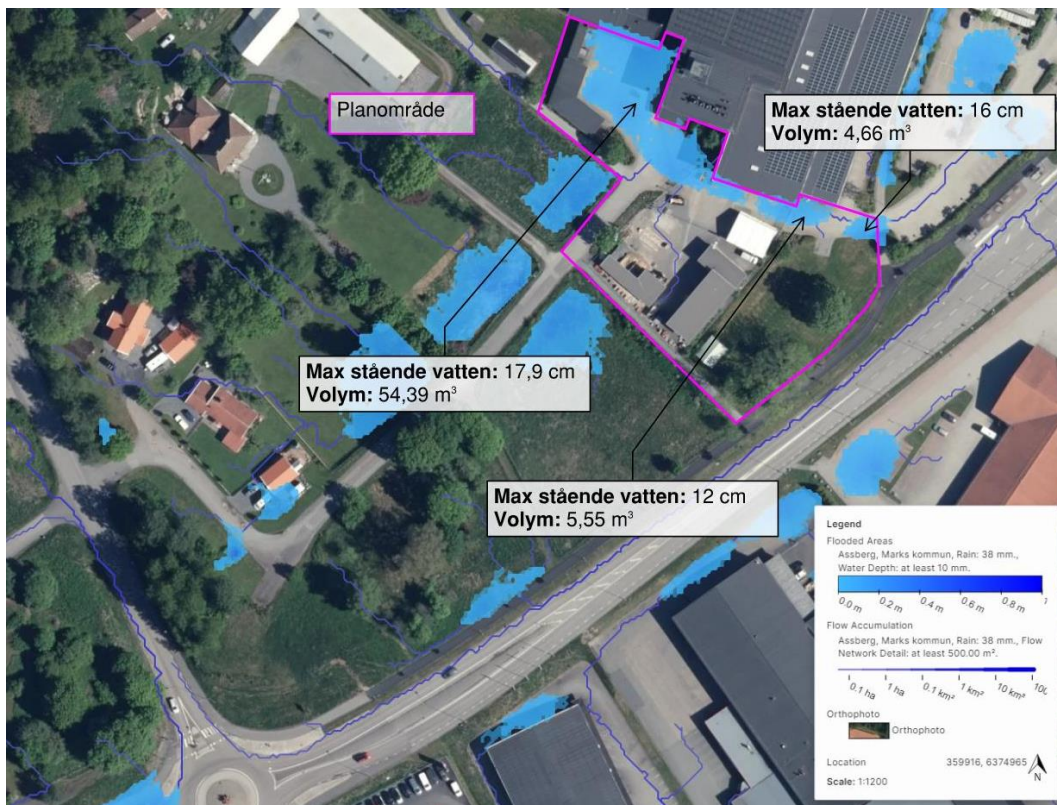 Planområde
Max stående vatten: 16 cm
Volym: 4,66 m³
Max stående vatten: 17,9 cm
Volym: 54,39 m³
Max stående vatten: 12 cm
Volym: 5,55 m³
Legend
Flooded Areas
Assberg, Marks kommun, Rain: 38 mm.,
Water Depth: at least 10 mm.
0.0 m 0.2 m 0.4 m 0.6 m 0.8 m 1
Flow Accumulation
Assberg, Marks kommun, Rain: 38 mm., Flow
Network Detail: at least 500.00 m².
0.1 ha 1 ha 0.1 km² 1 km² 10 km² 100
Orthophoto
Orthophoto
Location 359916, 6374965
Scale: 1:1200
N